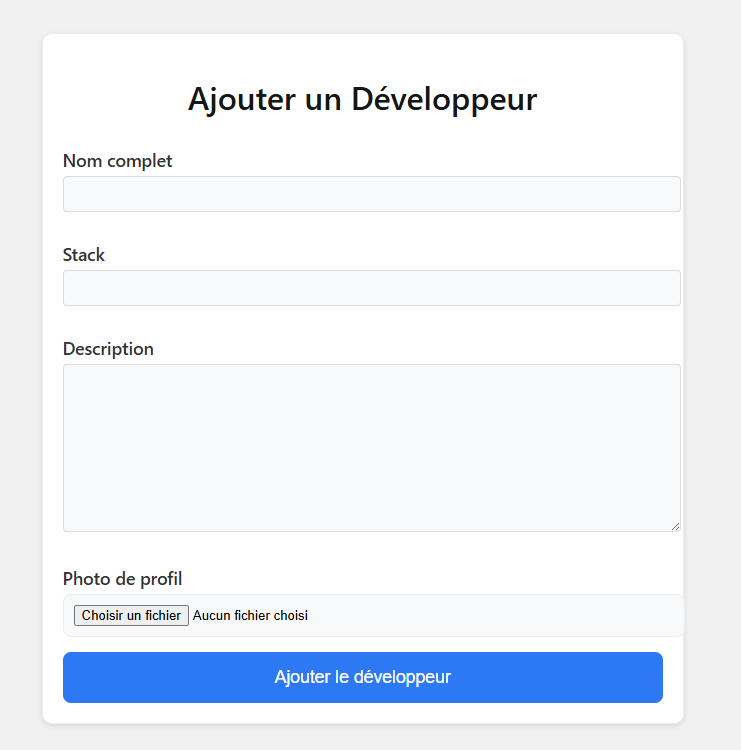 Ajouter un Développeur
Nom complet
Stack
Description
Photo de profil
Choisir un fichier Aucun fichier choisi
Ajouter le développeur